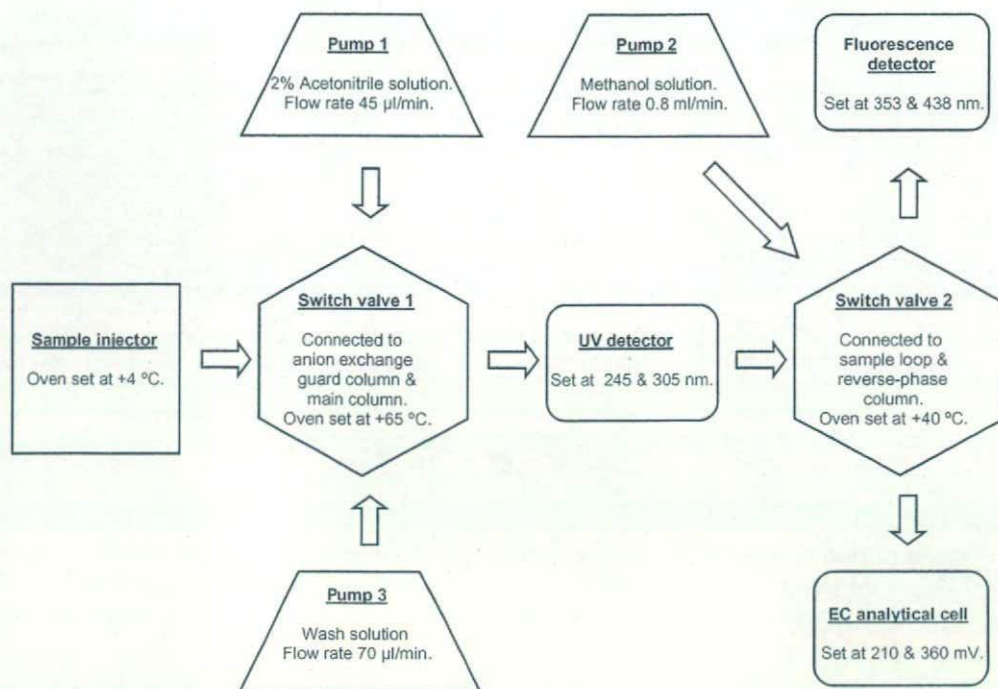 Pump 1
2% Acetonitrile solution.
Flow rate 45 µl/min.
Pump 2
Methanol solution.
Flow rate 0.8 ml/min.
Fluorescence
detector
Set at 353 & 438 nm.
Sample injector
Oven set at +4 ºC.
Switch valve 1
Connected to
anion exchange
guard column &
main column.
Oven set at +65 ºC.
UV detector
Set at 245 & 305 nm.
Switch valve 2
Connected to
sample loop &
reverse-phase
column.
Oven set at +40 ºC.
Pump 3
Wash solution
Flow rate 70 µl/min.
EC analytical cell
Set at 210 & 360 mV.